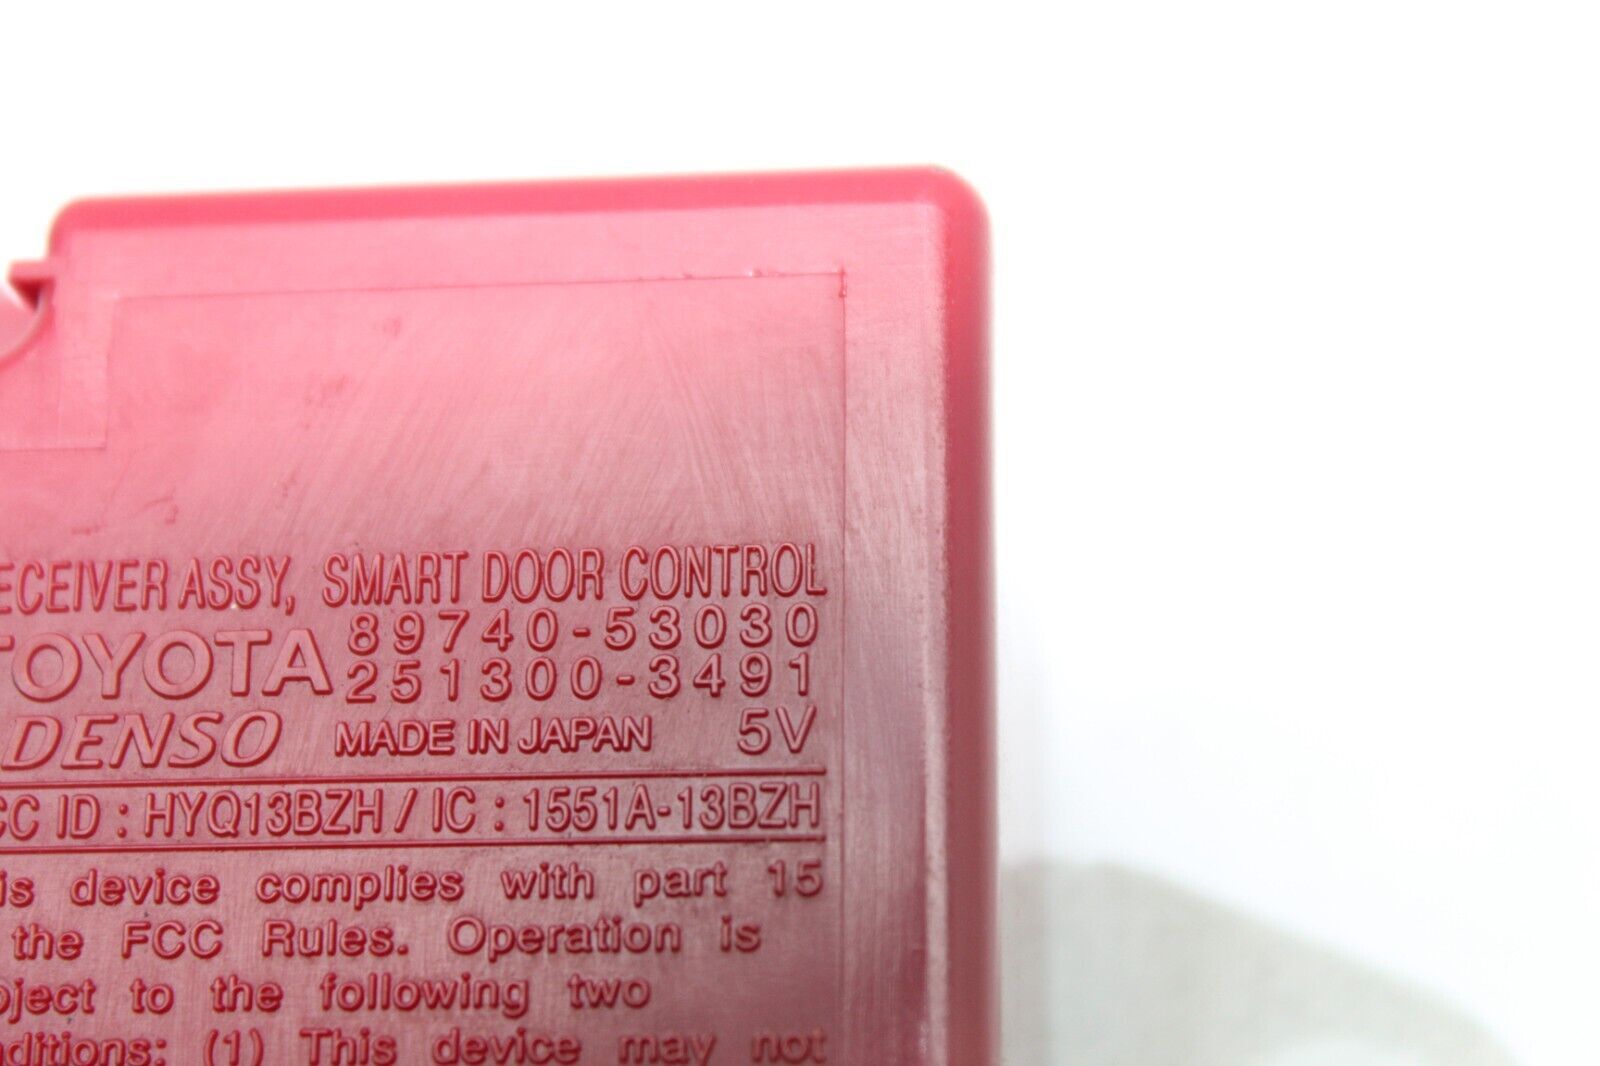 ECEIVER ASSY, SMART DOOR CONTROL
TOYOTA 89740-53030
251300-3491
DENSO MADE IN JAPAN 5V
CC ID : HYQ13BZH / IC : 1551A-13BZH
is device complies with part 15
the FCC Rules. Operation is
bject to the following two
nditions: (1) This device may not